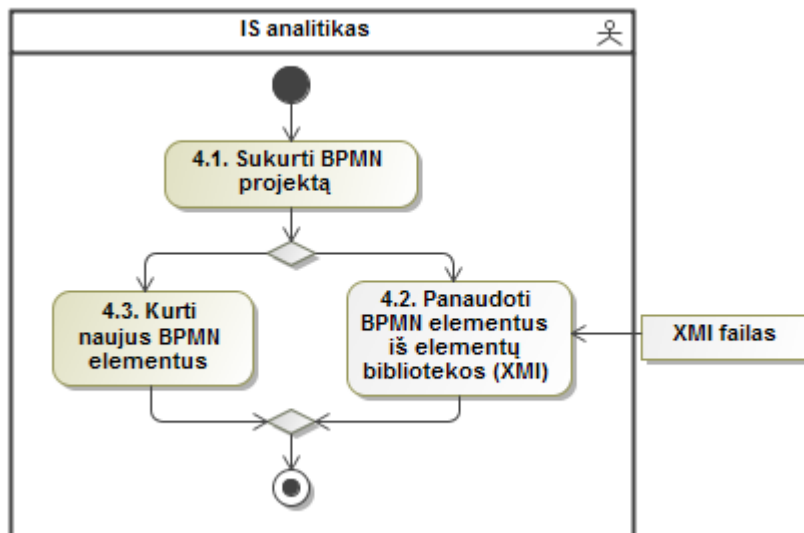 IS analitikas
4.1. Sukurti BPMN
projektą
4.3. Kurti
naujus BPMN
elementus
4.2. Panaudoti
BPMN elementus
iš elementų
bibliotekos (XMI)
XMI failas